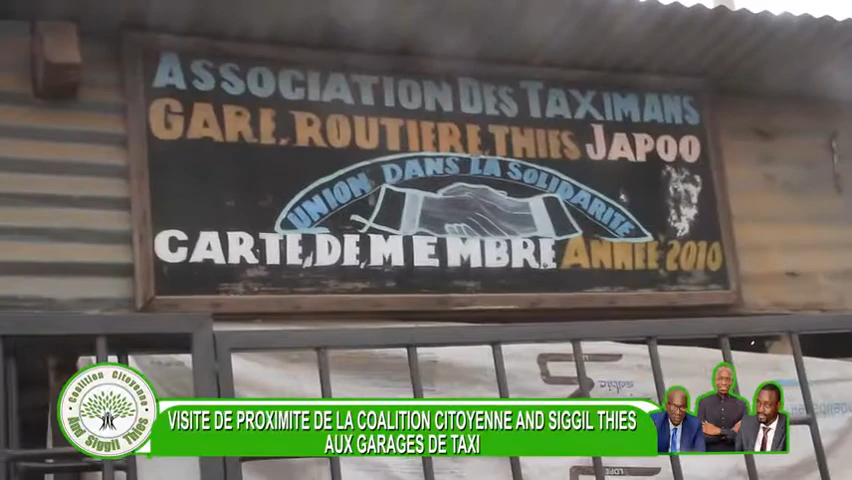 ASSOCIATION DES TAXIMANS
GARE.ROUTIERE.THIES JAPOO
UNION DANS LA SOLIDARITE
CARTE.DE.MEMBRE. ANNEE 2010
Coalition Citoyenne
And Siggil Thies
VISITE DE PROXIMITE DE LA COALITION CITOYENNE AND SIGGIL THIES
AUX GARAGES DE TAXI